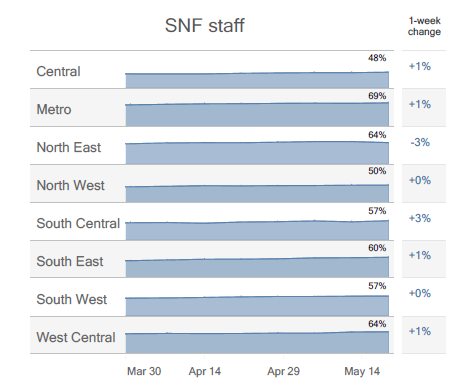 SNF staff
1-week
change
Central 48% +1%
Metro 69% +1%
North East 64% -3%
North West 50% +0%
South Central 57% +3%
South East 60% +1%
South West 57% +0%
West Central 64% +1%
Mar 30 Apr 14 Apr 29 May 14